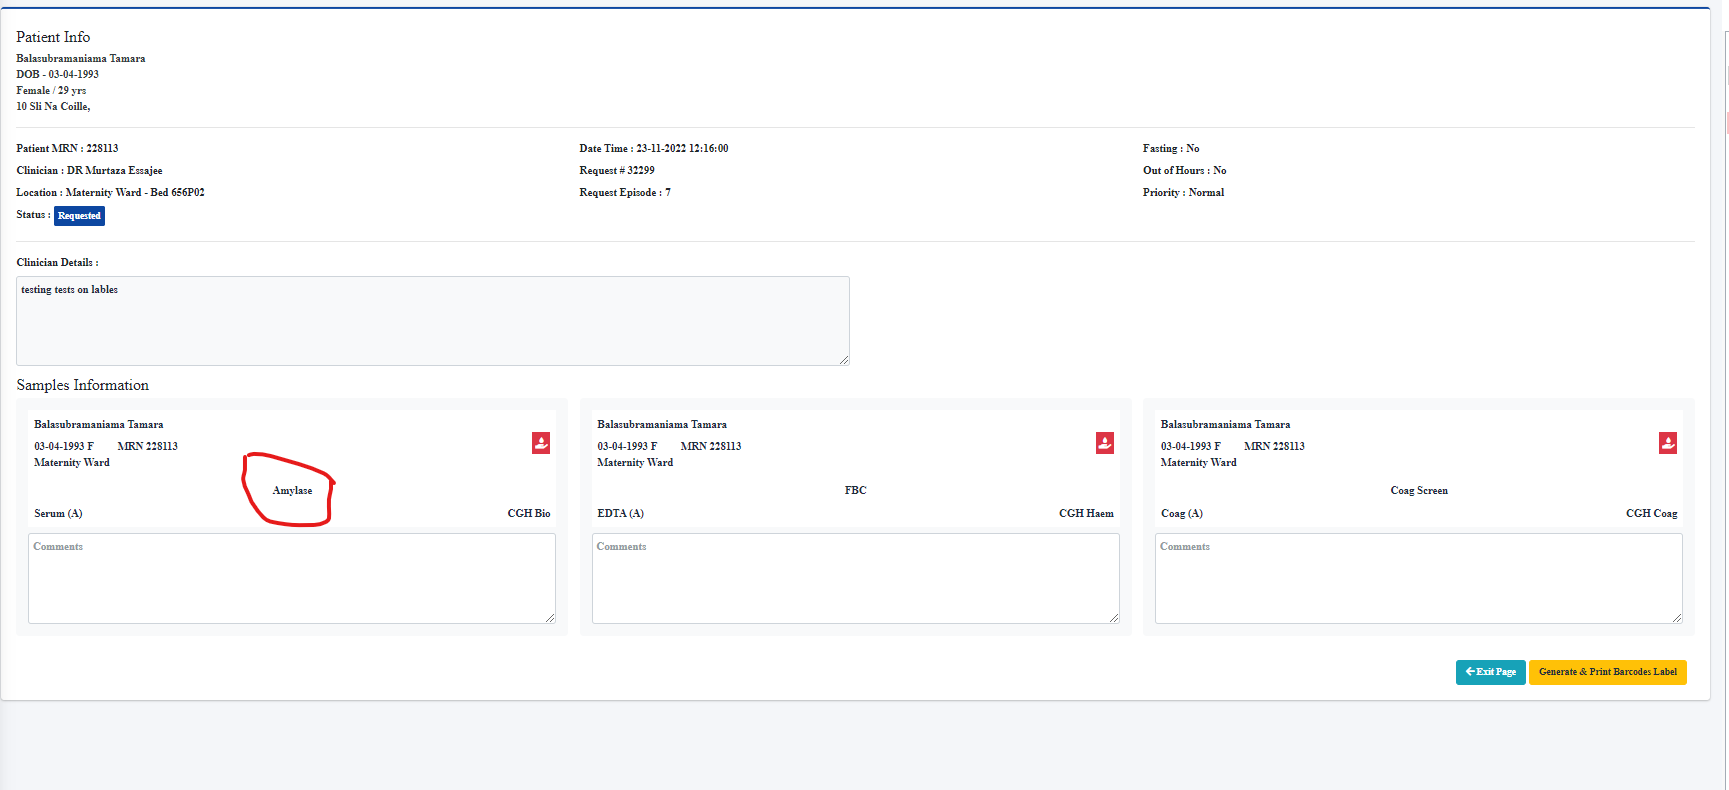 Patient Info
Balasubramaniama Tamara
DOB - 03-04-1993
Female / 29 yrs
10 Sli Na Coille,
Patient MRN : 228113
Clinician : DR Murtaza Essajee
Location : Maternity Ward - Bed 656P02
Status : Requested
Date Time : 23-11-2022 12:16:00
Request # 32299
Request Episode : 7
Fasting : No
Out of Hours : No
Priority : Normal
Clinician Details :
testing tests on lables
Samples Information
Balasubramaniama Tamara
03-04-1993 F MRN 228113
Maternity Ward
Amylase
Serum (A) CGH Bio
Comments
Balasubramaniama Tamara
03-04-1993 F MRN 228113
Maternity Ward
FBC
EDTA (A) CGH Haem
Comments
Balasubramaniama Tamara
03-04-1993 F MRN 228113
Maternity Ward
Coag Screen
Coag (A) CGH Coag
Comments
Exit Page
Generate & Print Barcodes Label